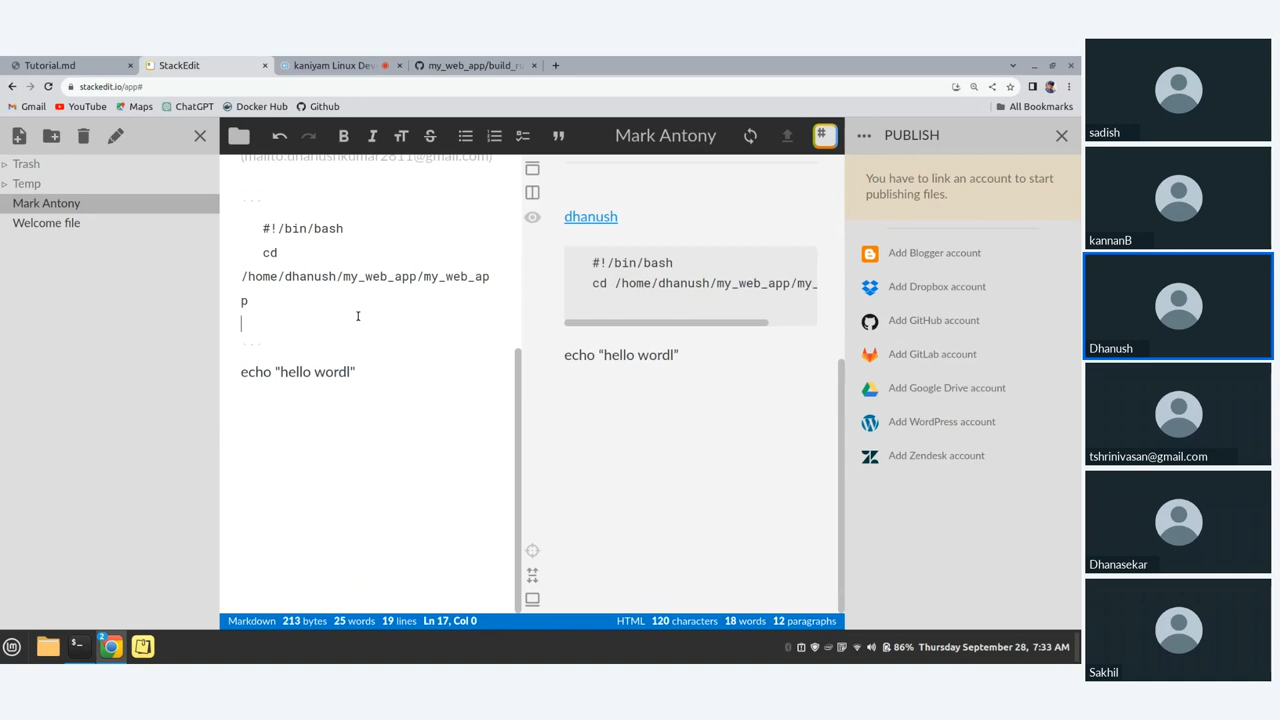 Tutorial.md
StackEdit
kaniyam Linux Dev
my_web_app/build_ru
stackedit.io/app#
Gmail
YouTube
Maps
ChatGPT
Docker Hub
Github
All Bookmarks
Mark Antony
PUBLISH
Trash
Temp
Mark Antony
Welcome file
(mailto:dhanushkumar2811@gmail.com)
```
#!/bin/bash
cd
/home/dhanush/my_web_app/my_web_ap
p
```
echo "hello wordl"
dhanush
#!/bin/bash
cd /home/dhanush/my_web_app/my_
echo “hello wordl”
You have to link an account to start
publishing files.
Add Blogger account
Add Dropbox account
Add GitHub account
Add GitLab account
Add Google Drive account
Add WordPress account
Add Zendesk account
Markdown 213 bytes 25 words 19 lines Ln 17, Col 0
HTML 120 characters 18 words 12 paragraphs
2
86% Thursday September 28, 7:33 AM
sadish
kannanB
Dhanush
tshrinivasan@gmail.com
Dhanasekar
Sakhil